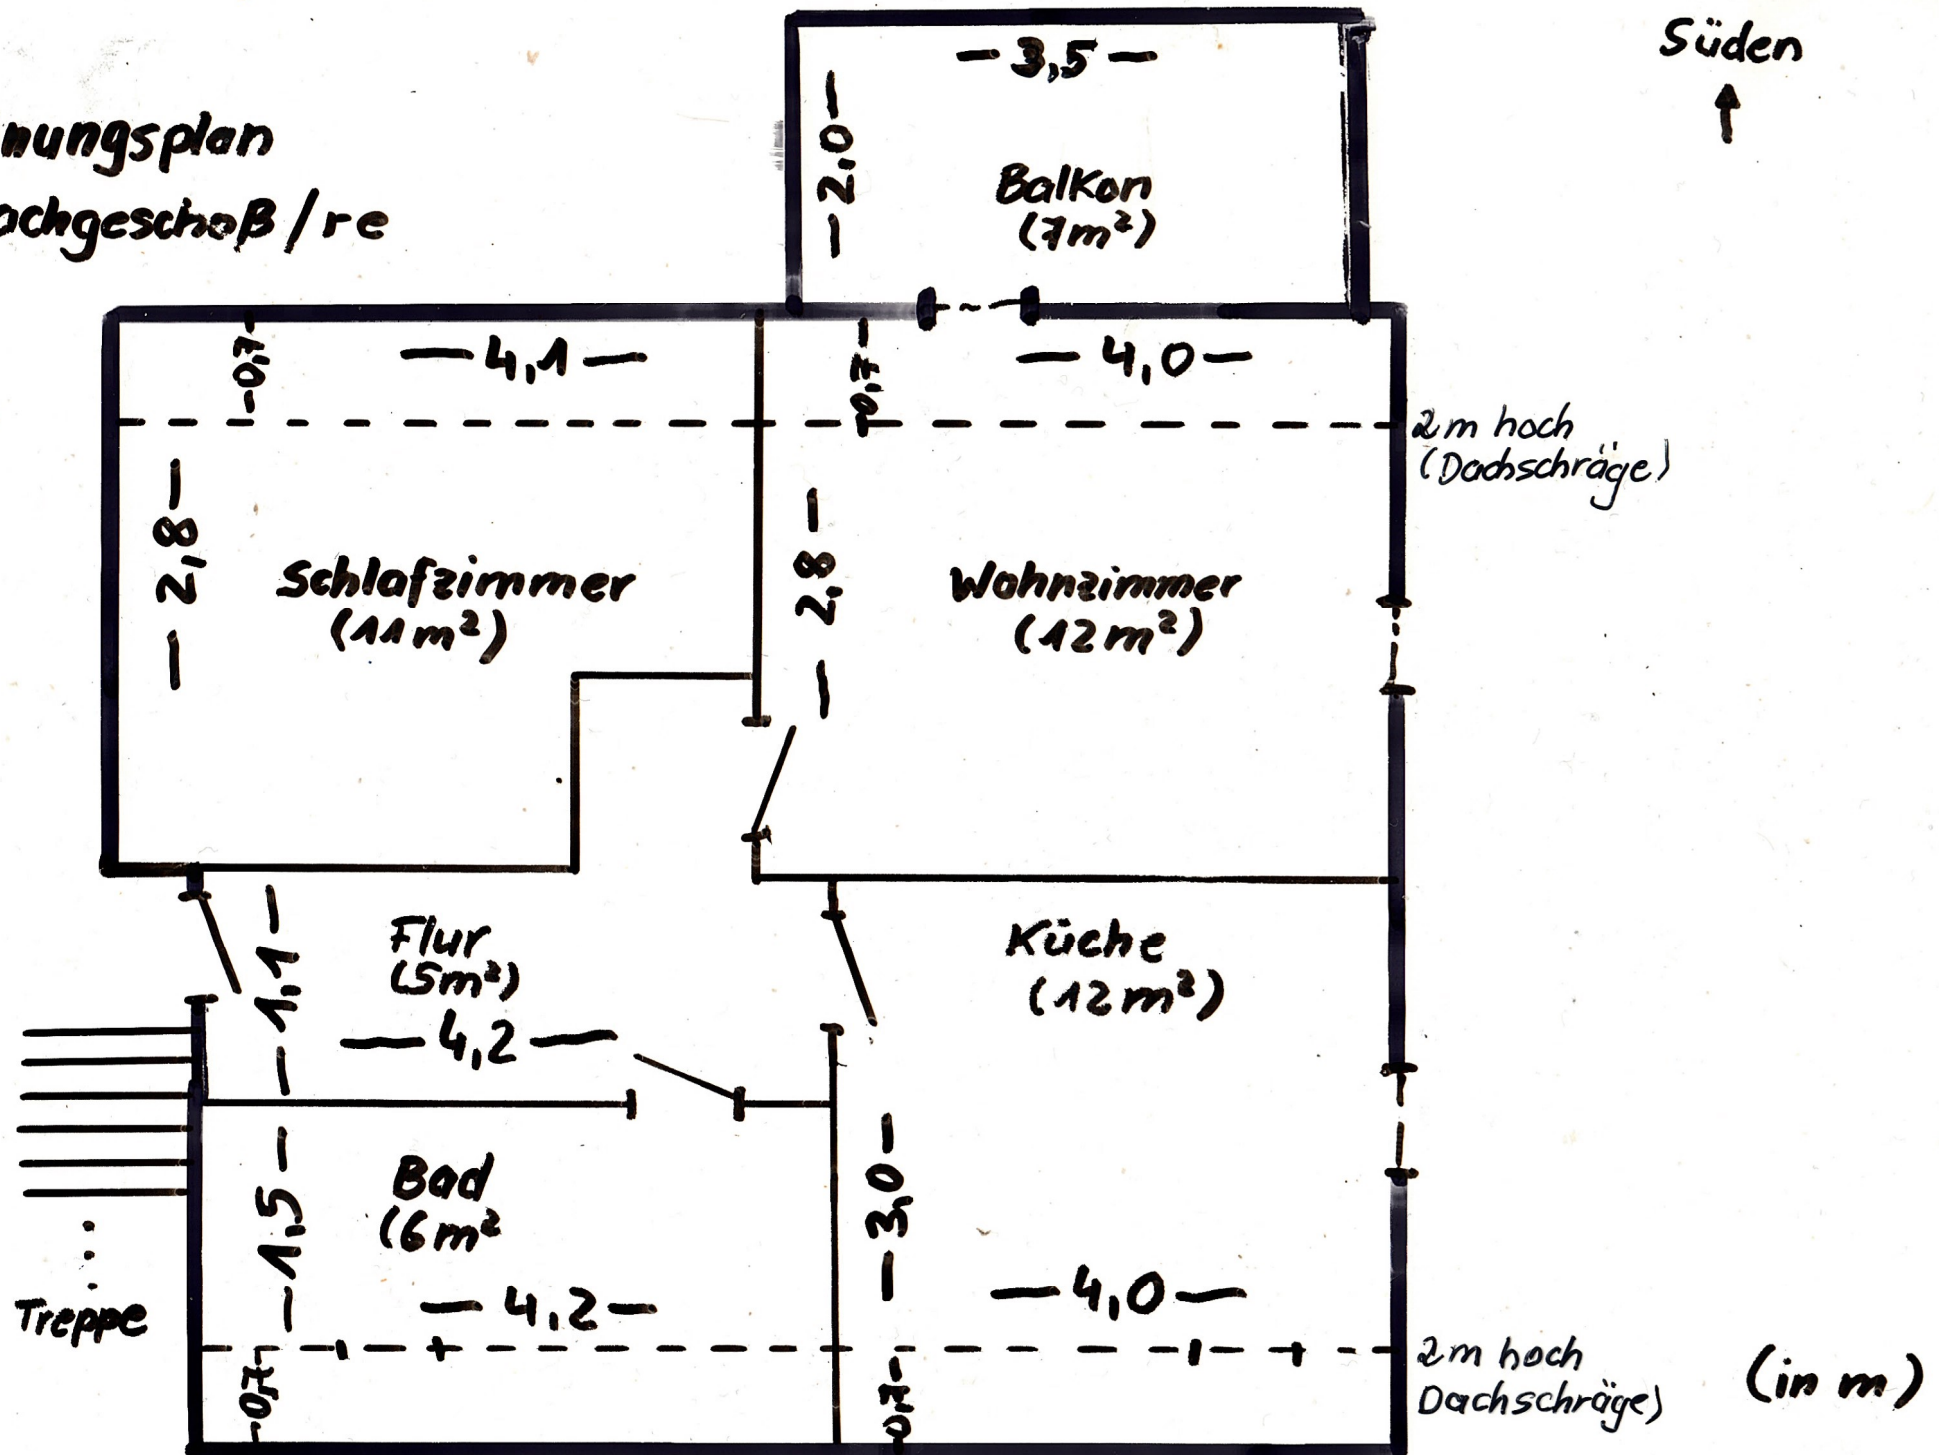 Süden
nungsplan
achgeschoß/re
3,5
2,0
Balkon
(7m²)
0,7
4,1
0,7
4,0
2m hoch
(Dachschräge)
2,8
Schlafzimmer
(11m²)
2,8
Wohnzimmer
(12m²)
1,1
Flur
(5m²)
4,2
Küche
(12m²)
1,5
Bad
(6m²
4,2
3,0
4,0
Treppe
0,7
0,7
2m hoch
Dachschräge)
(in m)